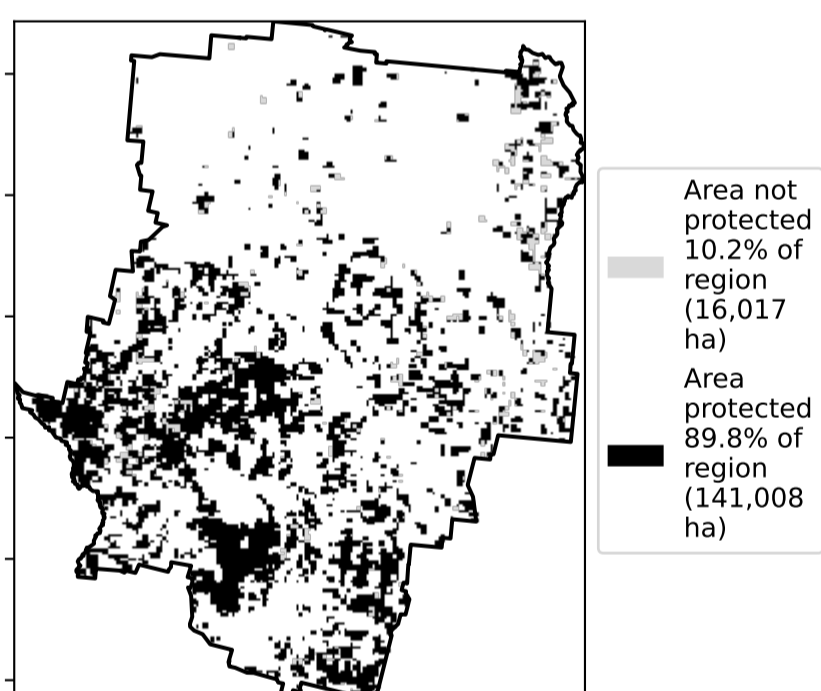 Area not
protected
10.2% of
region
(16,017
ha)
Area
protected
89.8% of
region
(141,008
ha)